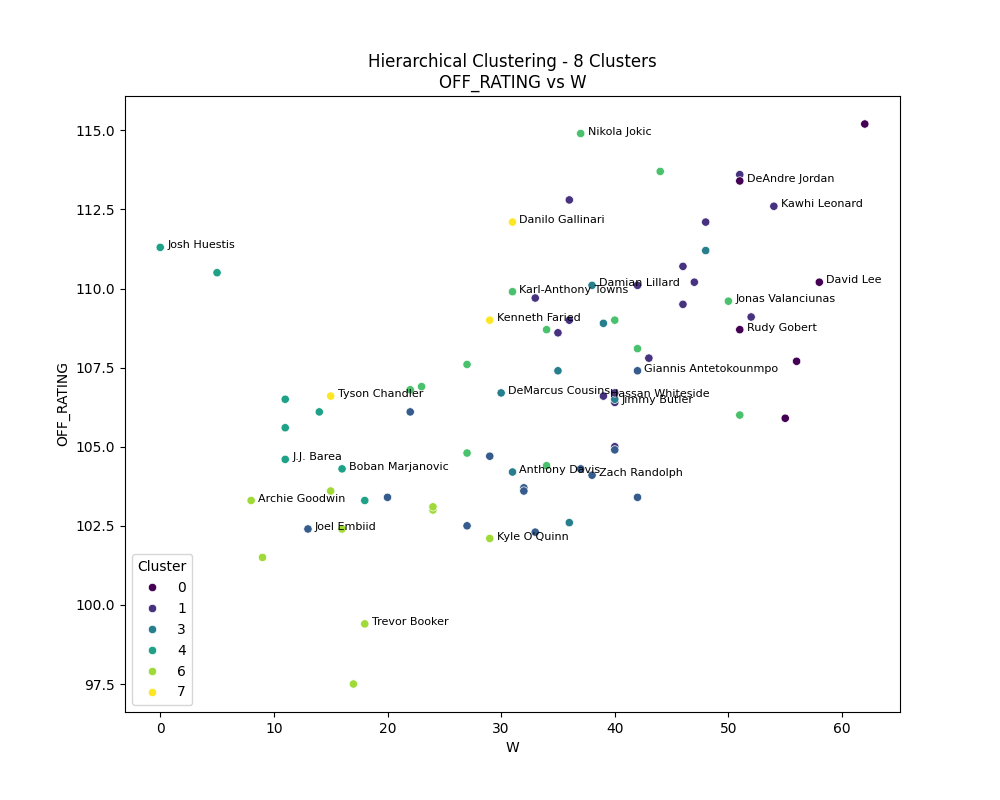 Hierarchical Clustering - 8 Clusters
OFF_RATING vs W
OFF_RATING
115.0
112.5
110.0
107.5
105.0
102.5
100.0
97.5
Nikola Jokic
DeAndre Jordan
Kawhi Leonard
Danilo Gallinari
Josh Huestis
David Lee
Damian Lillard
Karl-Anthony Towns
Jonas Valanciunas
Kenneth Faried
Rudy Gobert
Giannis Antetokounmpo
DeMarcus Cousins
Hassan Whiteside
Tyson Chandler
Jimmy Butler
J.J. Barea
Boban Marjanovic
Anthony Davis
Zach Randolph
Archie Goodwin
Joel Embiid
Kyle O'Quinn
Trevor Booker
Cluster
0
1
3
4
6
7
0
10
20
30
40
50
60
W